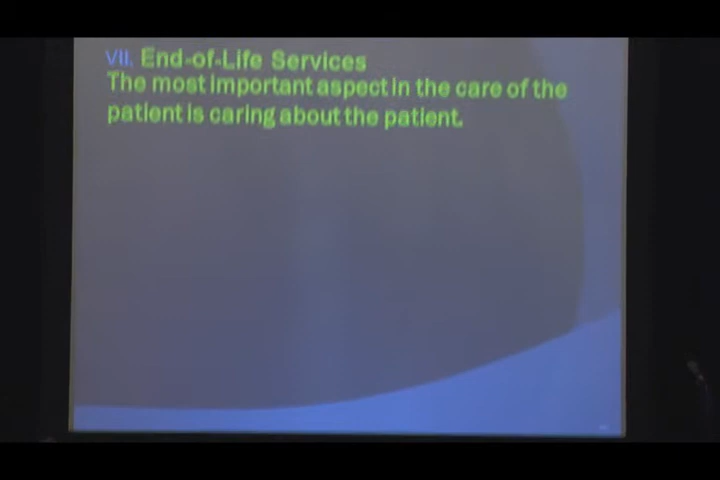 VII. End-of-Life Services
The most important aspect in the care of the
patient is caring about the patient.